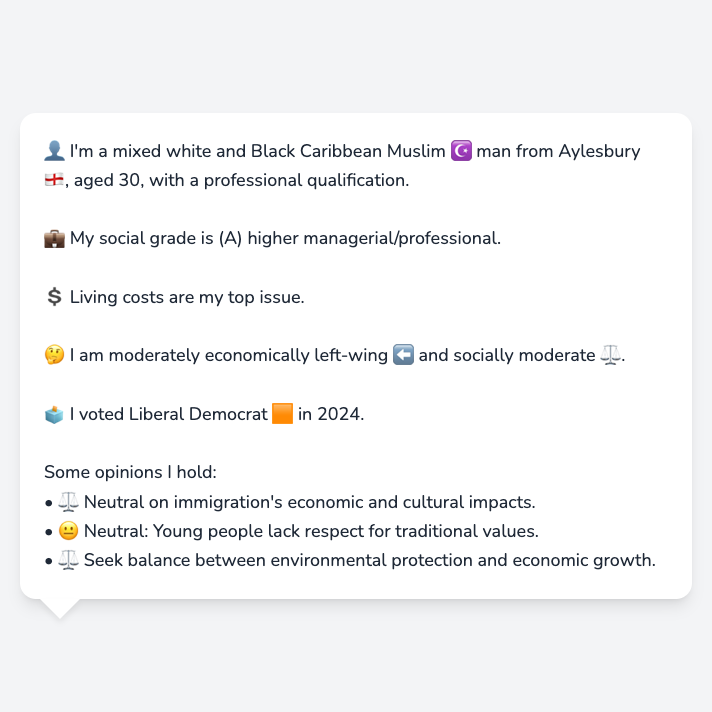 👤 I'm a mixed white and Black Caribbean Muslim ☪️ man from Aylesbury
🏴󠁧󠁢󠁥󠁮󠁧󠁿, aged 30, with a professional qualification.
💼 My social grade is (A) higher managerial/professional.
💲 Living costs are my top issue.
🤔 I am moderately economically left-wing ⬅️ and socially moderate ⚖️.
🗳️ I voted Liberal Democrat 🟧 in 2024.
Some opinions I hold:
• ⚖️ Neutral on immigration's economic and cultural impacts.
• 😐 Neutral: Young people lack respect for traditional values.
• ⚖️ Seek balance between environmental protection and economic growth.